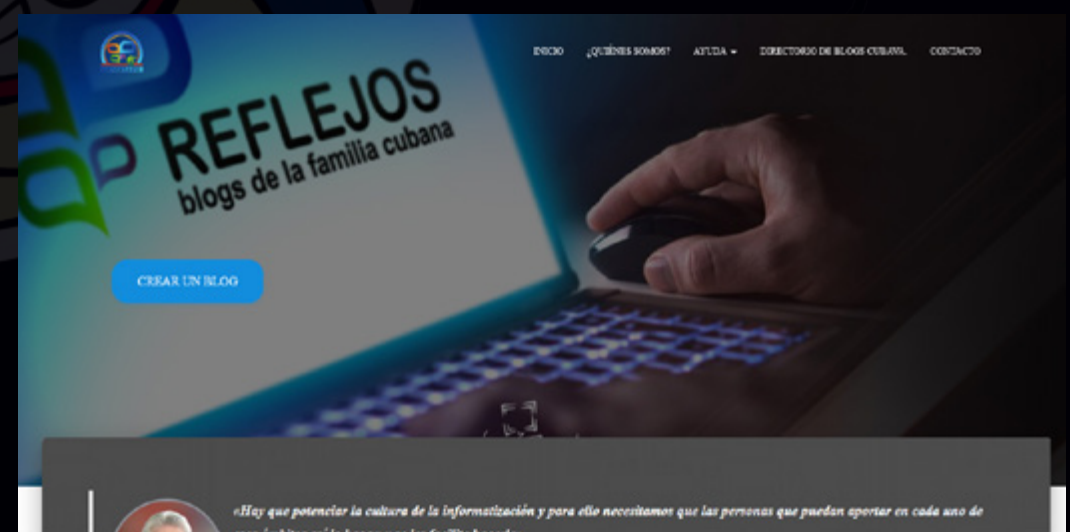 INICIO ¿QUIÉNES SOMOS? AYUDA DIRECTORIO DE BLOGS CUBAVA. CONTACTO
REFLEJOS
blogs de la familia cubana
CREAR UN BLOG
«Hay que potenciar la cultura de la informatización y para ello necesitamos que las personas que puedan aportar en cada uno de